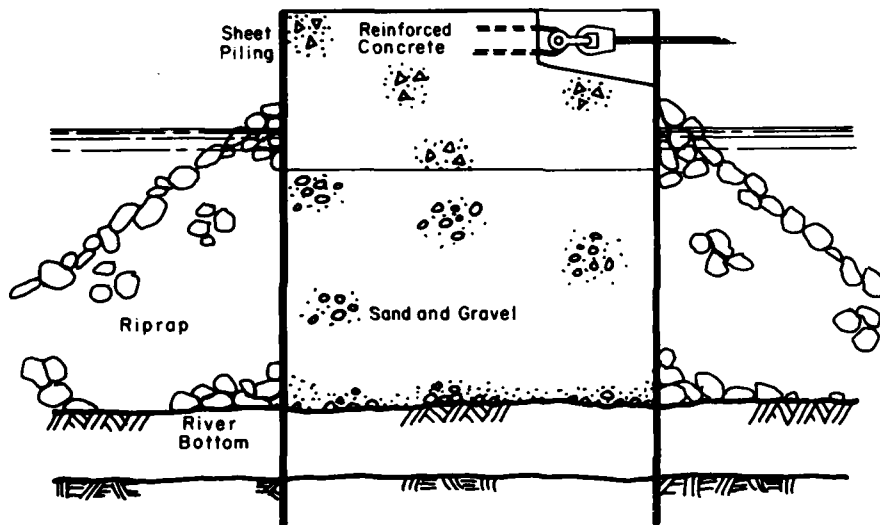 Sheet
Piling
Reinforced
Concrete
Sand and Gravel
Riprap
River
Bottom